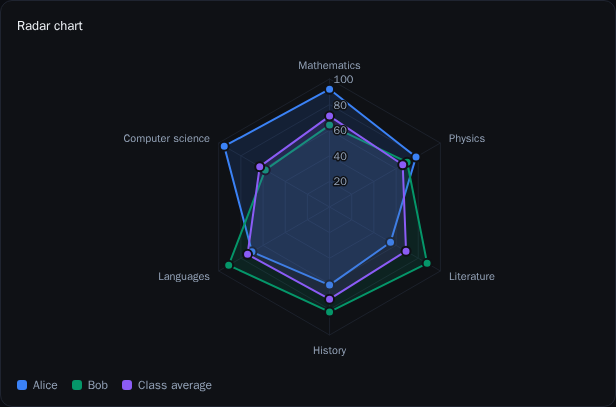 Radar chart
Mathematics
100
80
60
40
20
Computer science
Physics
Languages
Literature
History
Alice
Bob
Class average